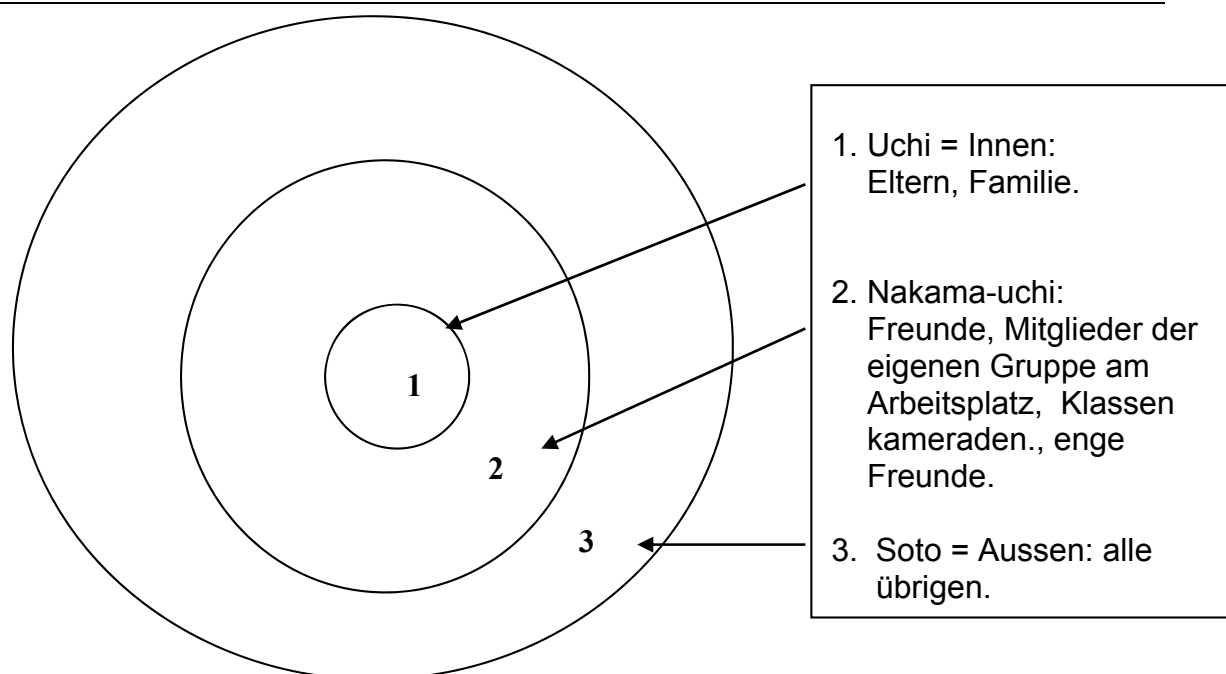 1
2
3
1. Uchi = Innen:
Eltern, Familie.
2. Nakama-uchi:
Freunde, Mitglieder der
eigenen Gruppe am
Arbeitsplatz, Klassen
kameraden., enge
Freunde.
3. Soto = Aussen: alle
übrigen.